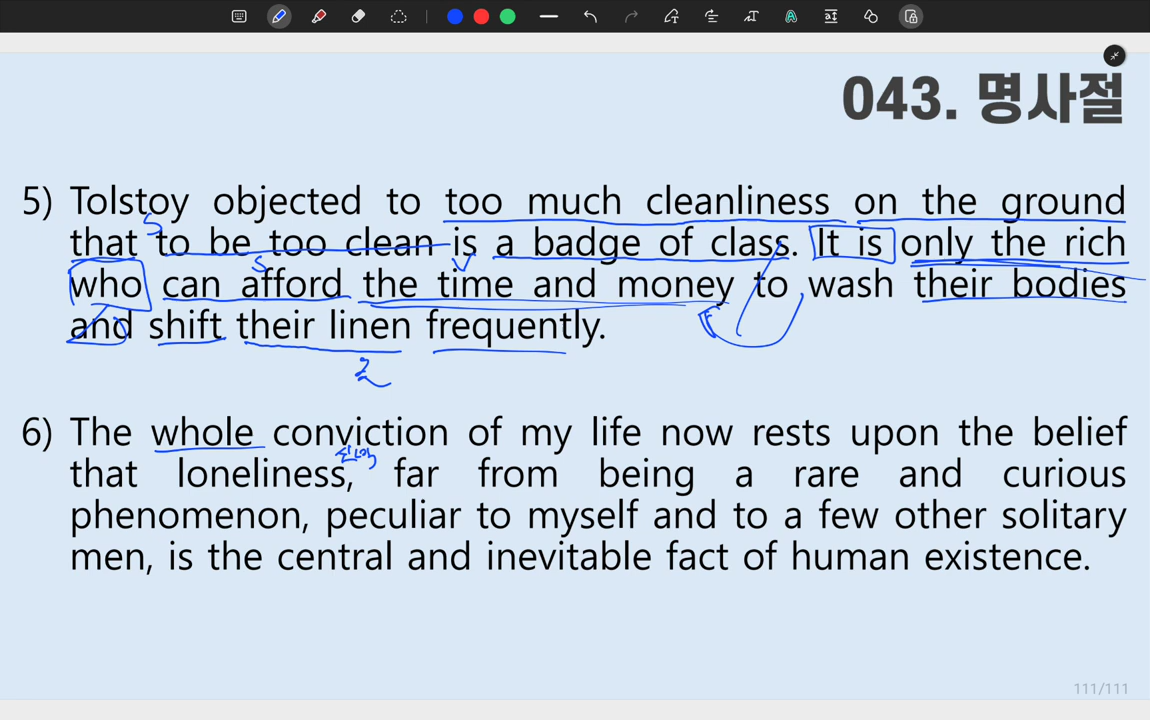 043. 명사절
5) Tolstoy objected to too much cleanliness on the ground
that to be too clean is a badge of class. It is only the rich
who can afford the time and money to wash their bodies
and shift their linen frequently.
6) The whole conviction of my life now rests upon the belief
that loneliness, far from being a rare and curious
phenomenon, peculiar to myself and to a few other solitary
men, is the central and inevitable fact of human existence.
111/111